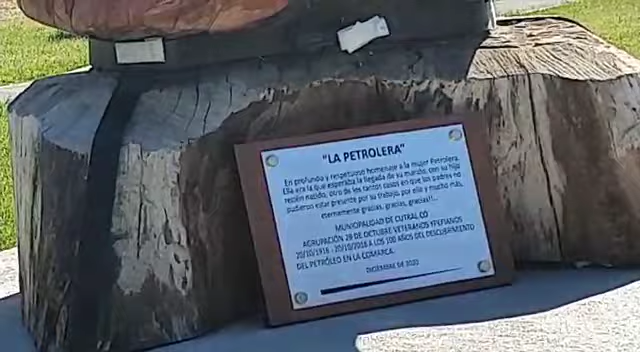 "LA PETROLERA"
En profundo y respetuoso homenaje a la mujer Petrolera.
Ella era la que esperaba la llegada de su marido, con su hijo
recién nacido, otro de los tantos casos en que los padres no
pudieron estar presente por su trabajo, por ella y mucho más,
eternamente gracias, gracias, gracias!!..
MUNICIPALIDAD DE CUTRAL CO
AGRUPACIÓN 29 DE OCTUBRE VETERANOS YPEFIANOS
20/10/1918 - 20/10/2018 A LOS 100 AÑOS DEL DESCUBRIMIENTO
DEL PETRÓLEO EN LA COMARCA.
DICIEMBRE DE 2020